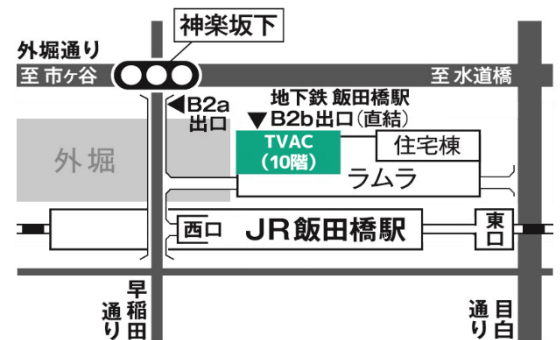 神楽坂下
外堀通り
至市ヶ谷
至水道橋
◀B2a
出口
地下鉄 飯田橋駅
▼B2b出口(直結)
TVAC
(10階)
住宅棟
外堀
ラムラ
西口
JR飯田橋駅
東口
早稲田通り
目白通り